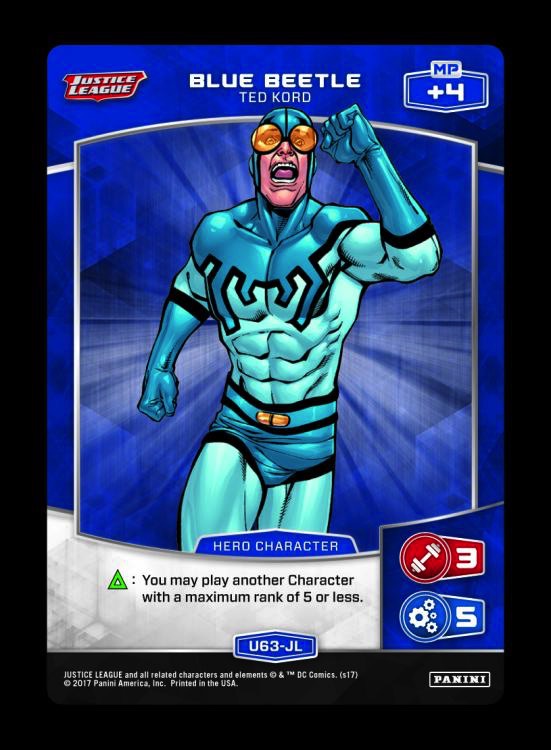 JUSTICE
LEAGUE
BLUE BEETLE
TED KORD
MP
+4
HERO CHARACTER
: You may play another Character
with a maximum rank of 5 or less.
3
5
U63-JL
JUSTICE LEAGUE and all related characters and elements © & ™ DC Comics. (s17)
© 2017 Panini America, Inc. Printed in the USA.
PANINI